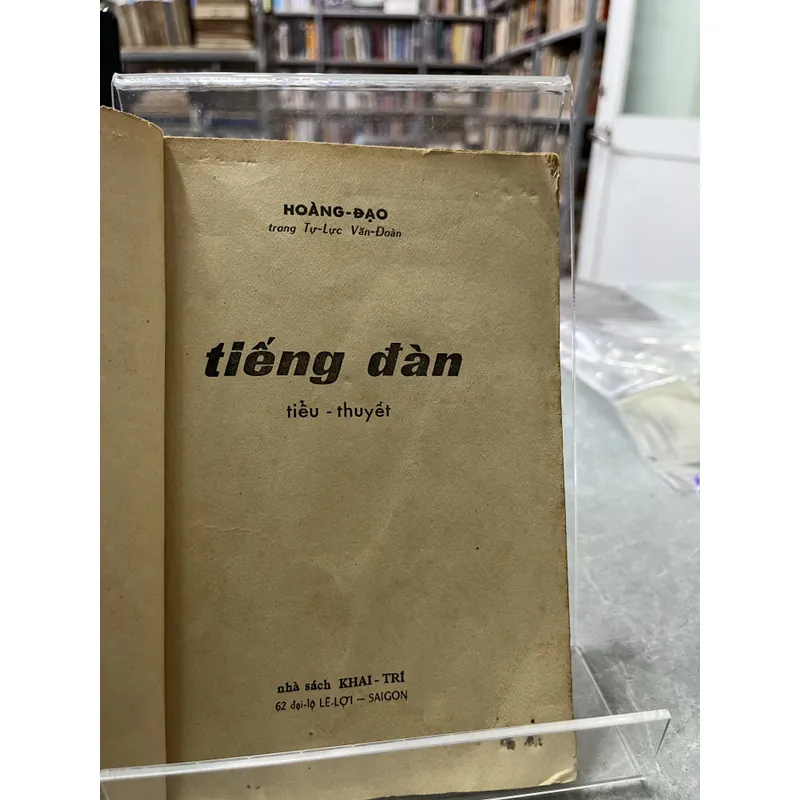 HOÀNG-ĐẠO
trong Tự-Lực Văn-Đoàn
tiếng đàn
tiểu - thuyết
nhà sách KHAI-TRÍ
62 đại-lộ LÊ-LỢI — SAIGON